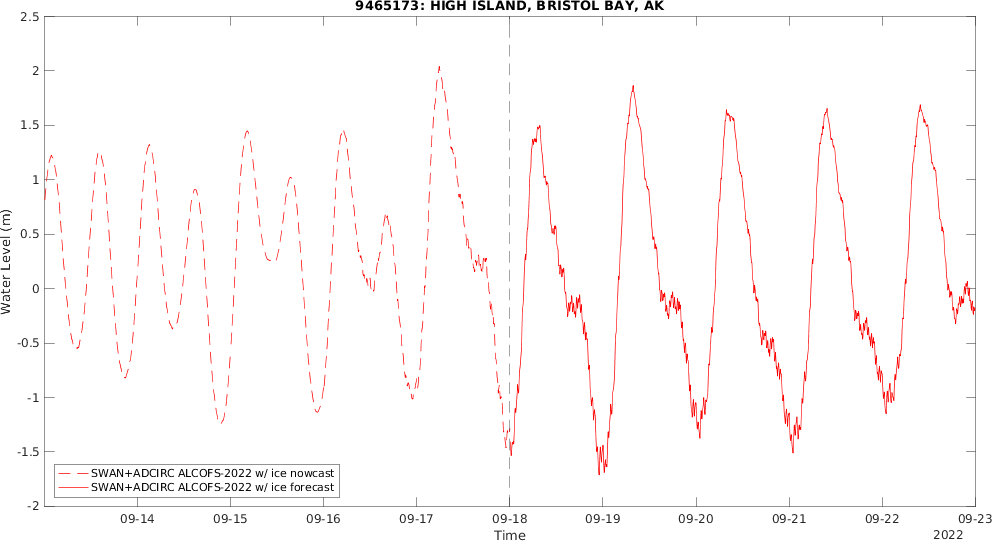 9465173: HIGH ISLAND, BRISTOL BAY, AK
2.5
2
1.5
1
0.5
0
-0.5
-1
-1.5
-2
Water Level (m)
SWAN+ADCIRC ALCOFS-2022 w/ ice nowcast
SWAN+ADCIRC ALCOFS-2022 w/ ice forecast
09-14 09-15 09-16 09-17 09-18 09-19 09-20 09-21 09-22 09-23
Time
2022